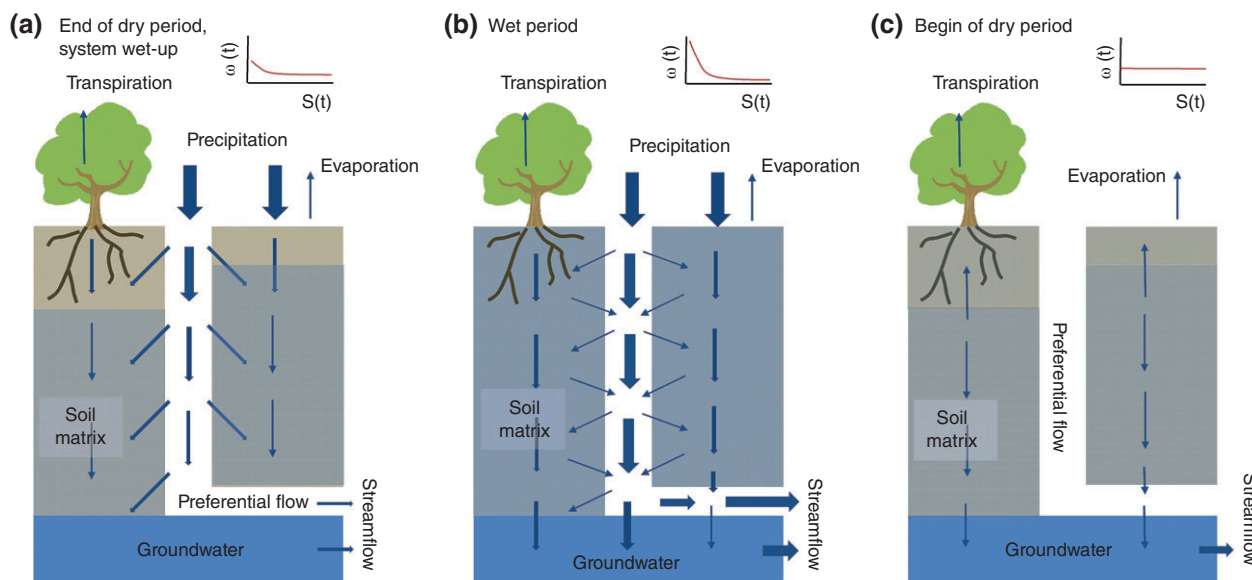 (a) End of dry period,
system wet-up
ω (t)
S(t)
Transpiration
Precipitation
Evaporation
Soil
matrix
Preferential flow
Groundwater
Streamflow
(b) Wet period
ω (t)
S(t)
Transpiration
Precipitation
Evaporation
Soil
matrix
Groundwater
Streamflow
(c) Begin of dry period
ω (t)
S(t)
Transpiration
Evaporation
Preferential flow
Soil
matrix
Groundwater
Streamflow